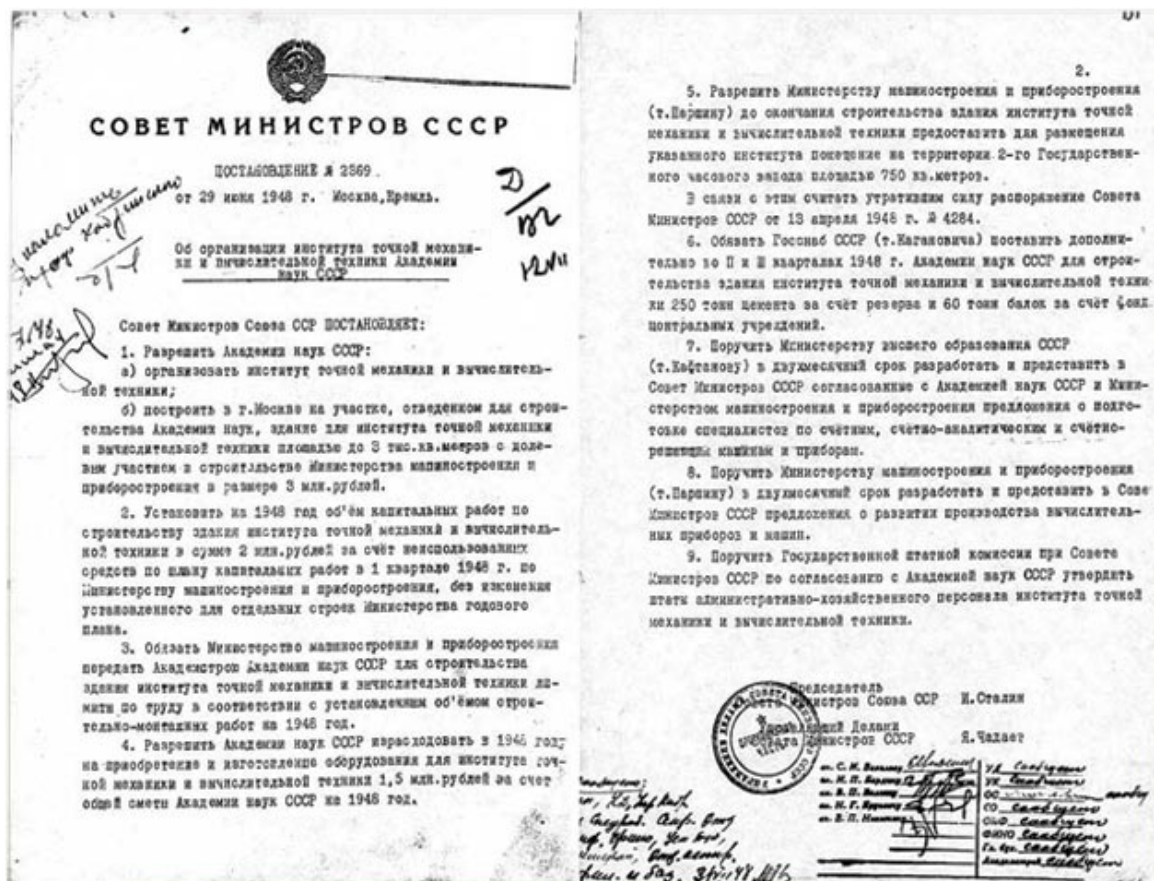 СОВЕТ МИНИСТРОВ СССР
ПОСТАНОВЛЕНИЕ № 2369.
от 29 июня 1948 г. Москва, Кремль.
Об организации института точной механи-
ки и вычислительной техники Академии
наук СССР
Совет Министров Союза ССР ПОСТАНОВЛЯЕТ:
1. Разрешить Академии наук СССР:
а) организовать институт точной механики и вычислитель-
ной техники;
б) построить в г.Москве на участке, отведенном для строи-
тельства Академии наук, здание для института точной механики
и вычислительной техники площадью до 3 тыс.кв.метров с доле-
вым участием в строительстве Министерства машиностроения и
приборостроения в размере 3 млн.рублей.
2. Установить на 1948 год об'ём капитальных работ по
строительству здания института точной механики и вычислитель-
ной техники в сумме 2 млн.рублей за счёт неиспользованных
средств по плану капитальных работ в 1 квартале 1948 г. по
Министерству машиностроения и приборостроения, без изменения
установленного для отдельных строек Министерства годового
плана.
3. Обязать Министерство машиностроения и приборостроения
передать Академстрою Академии наук СССР для строительства
здания института точной механики и вычислительной техники ли-
миты по труду в соответствии с установленным об'ёмом строи-
тельно-монтажных работ на 1948 год.
4. Разрешить Академии наук СССР израсходовать в 1948 году
на приобретение и изготовление оборудования для института точ-
ной механики и вычислительной техники 1,5 млн.рублей за счет
общей сметы Академии наук СССР на 1948 год.
2.
5. Разрешить Министерству машиностроения и приборостроения
(т.Паршину) до окончания строительства здания института точной
механики и вычислительной техники предоставить для размещения
указанного института помещение на территории 2-го Государствен-
ного часового завода площадью 750 кв.метров.
В связи с этим считать утратившим силу распоряжение Совета
Министров СССР от 13 апреля 1948 г. № 4284.
6. Обязать Госснаб СССР (т.Кагановича) поставить дополни-
тельно во II и III кварталах 1948 г. Академии наук СССР для строи-
тельства здания института точной механики и вычислительной техни-
ки 250 тонн цемента за счёт резерва и 60 тонн балок за счёт фонд.
центральных учреждений.
7. Поручить Министерству высшего образования СССР
(т.Кафтанову) в двухмесячный срок разработать и представить в
Совет Министров СССР согласованные с Академией наук СССР и Мини-
стерством машиностроения и приборостроения предложения о подго-
товке специалистов по счётным, счётно-аналитическим и счётно-
решающим машинам и приборам.
8. Поручить Министерству машиностроения и приборостроения
(т.Паршину) в двухмесячный срок разработать и представить в Сове
Министров СССР предложения о развитии производства вычислитель-
ных приборов и машин.
9. Поручить Государственной штатной комиссии при Совете
Министров СССР по согласованию с Академией наук СССР утвердить
штаты административно-хозяйственного персонала института точной
механики и вычислительной техники.
Председатель
Министров Союза ССР И.Сталин
Делами
Министров СССР Я.Чадаев